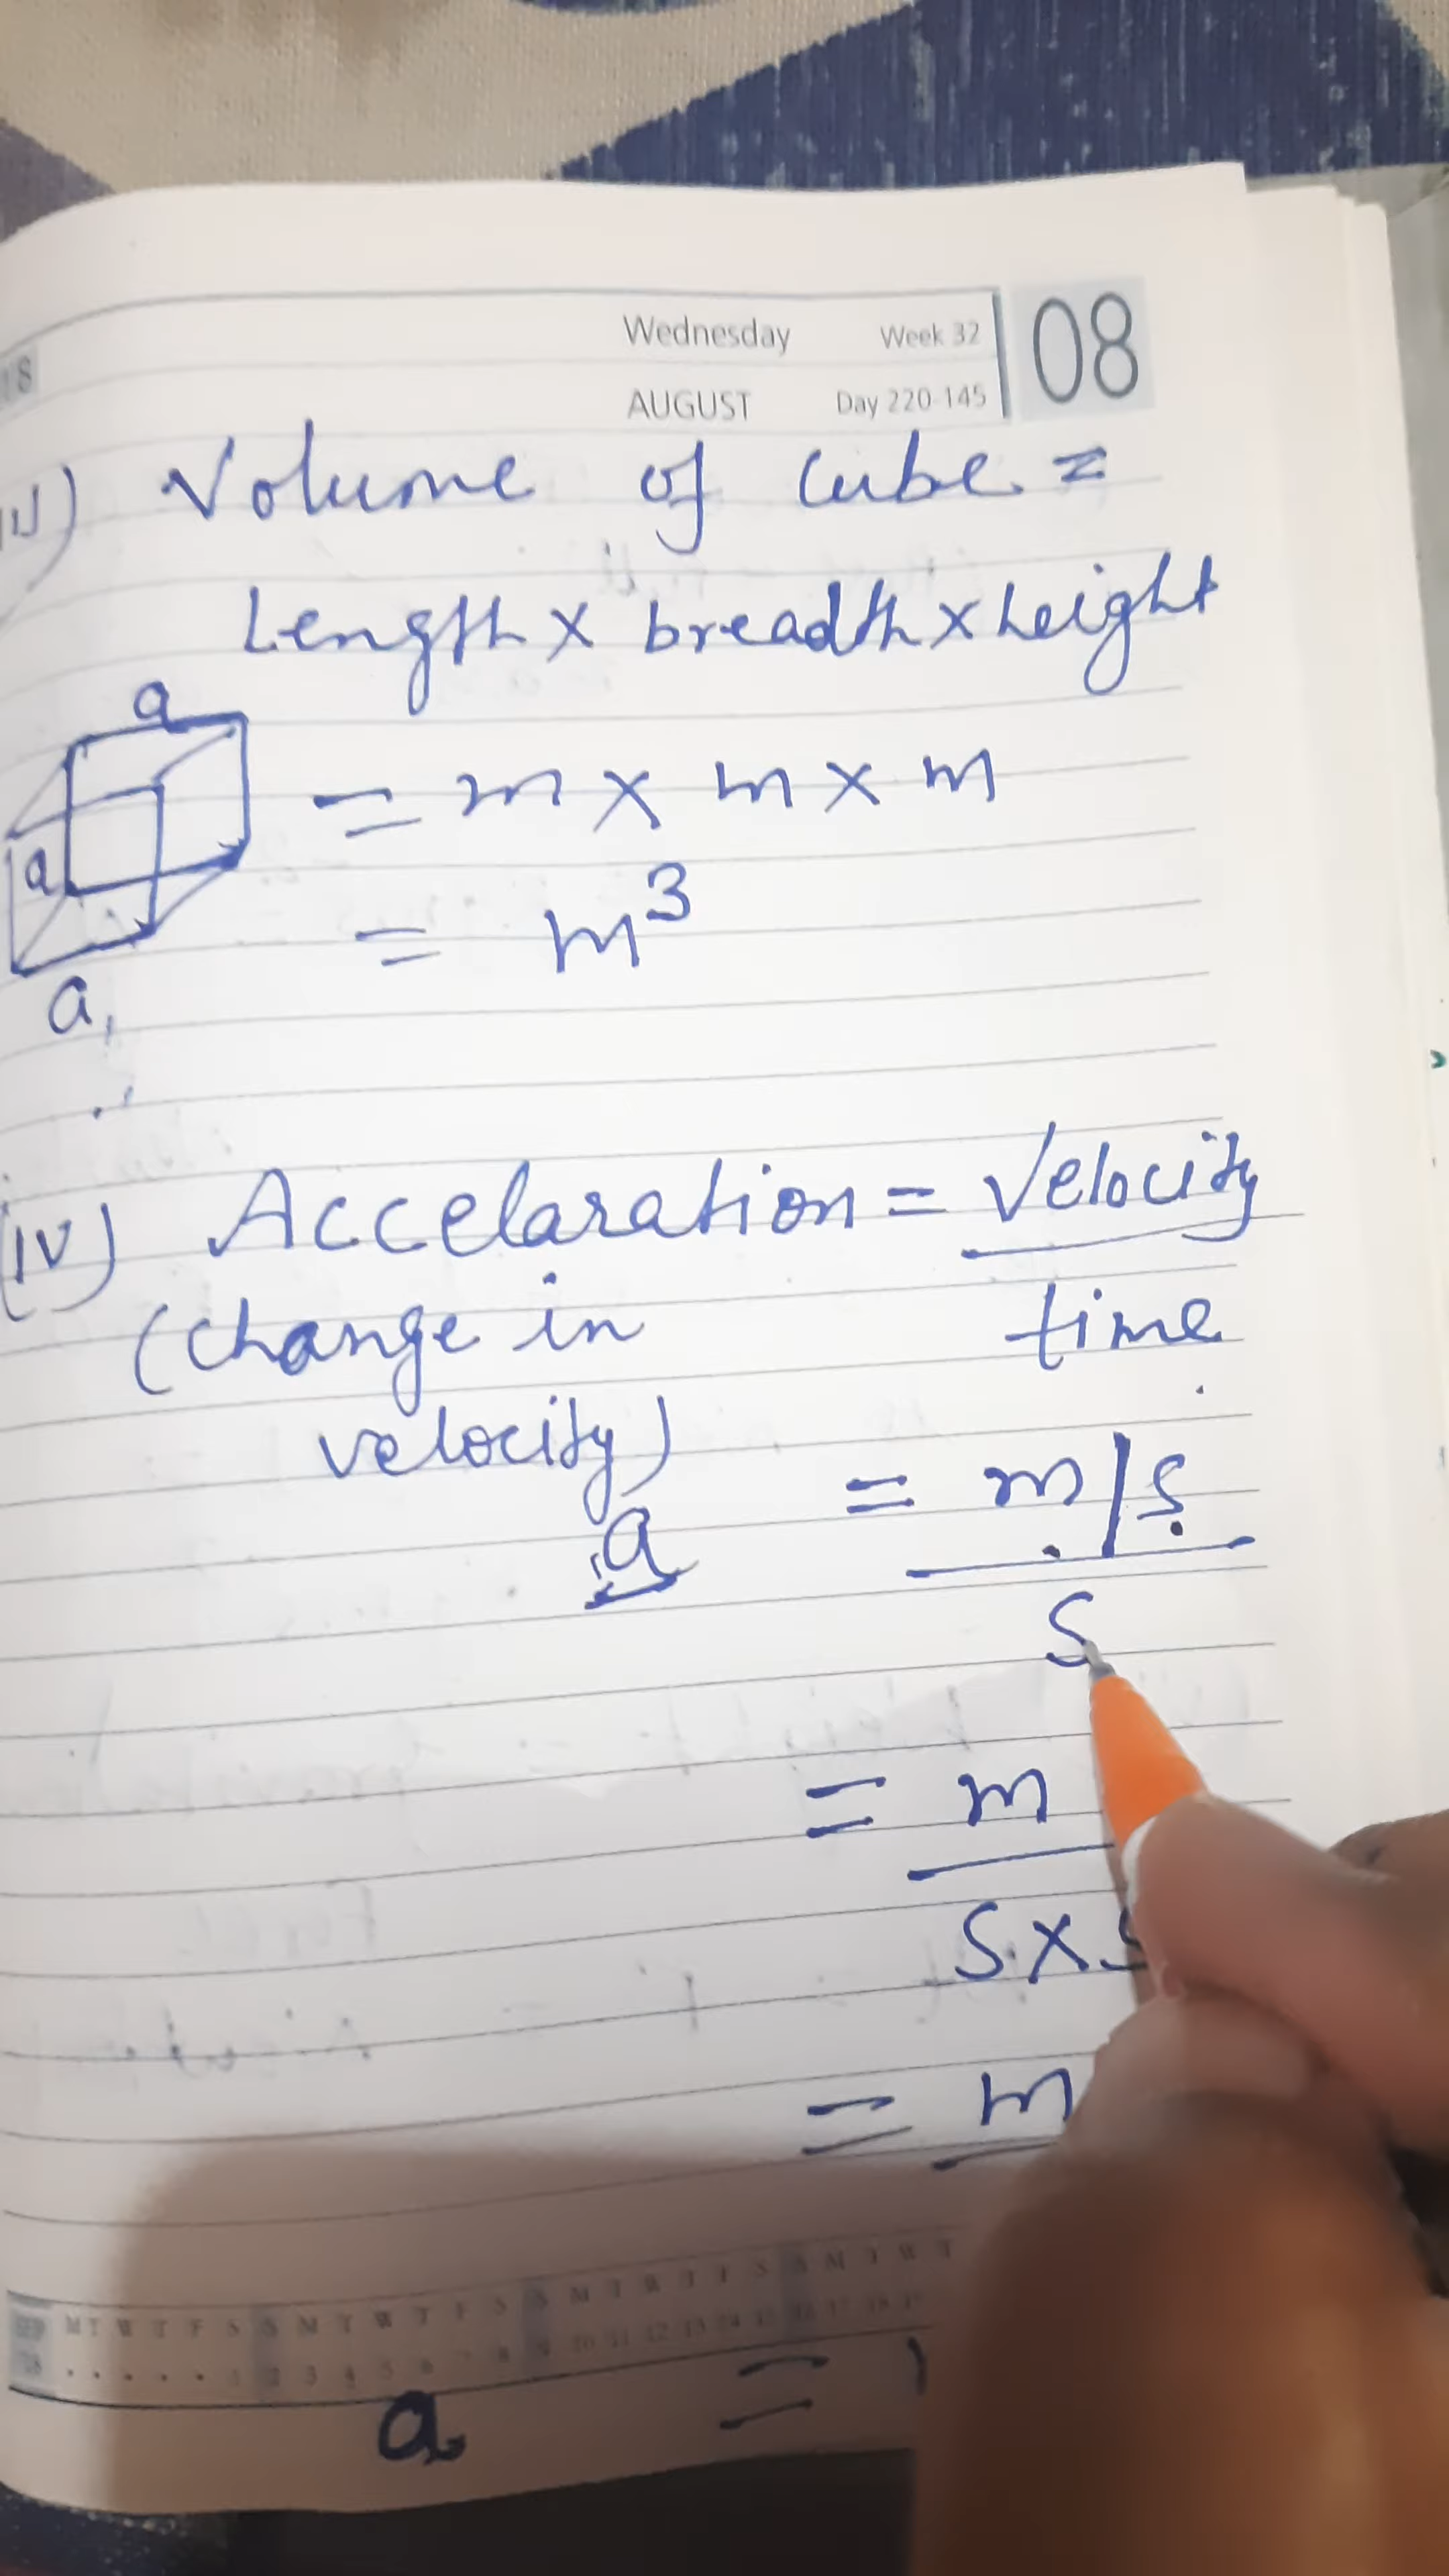 Wednesday Week 32 08
AUGUST Day 220-145
Volume of Cube =
Length x breadth x height
a
= m x m x m
a
= m³
a
(iv) Accelaration = Velocity
(change in time
velocity)
a = m/s
s
= m
s x s
= m
a =